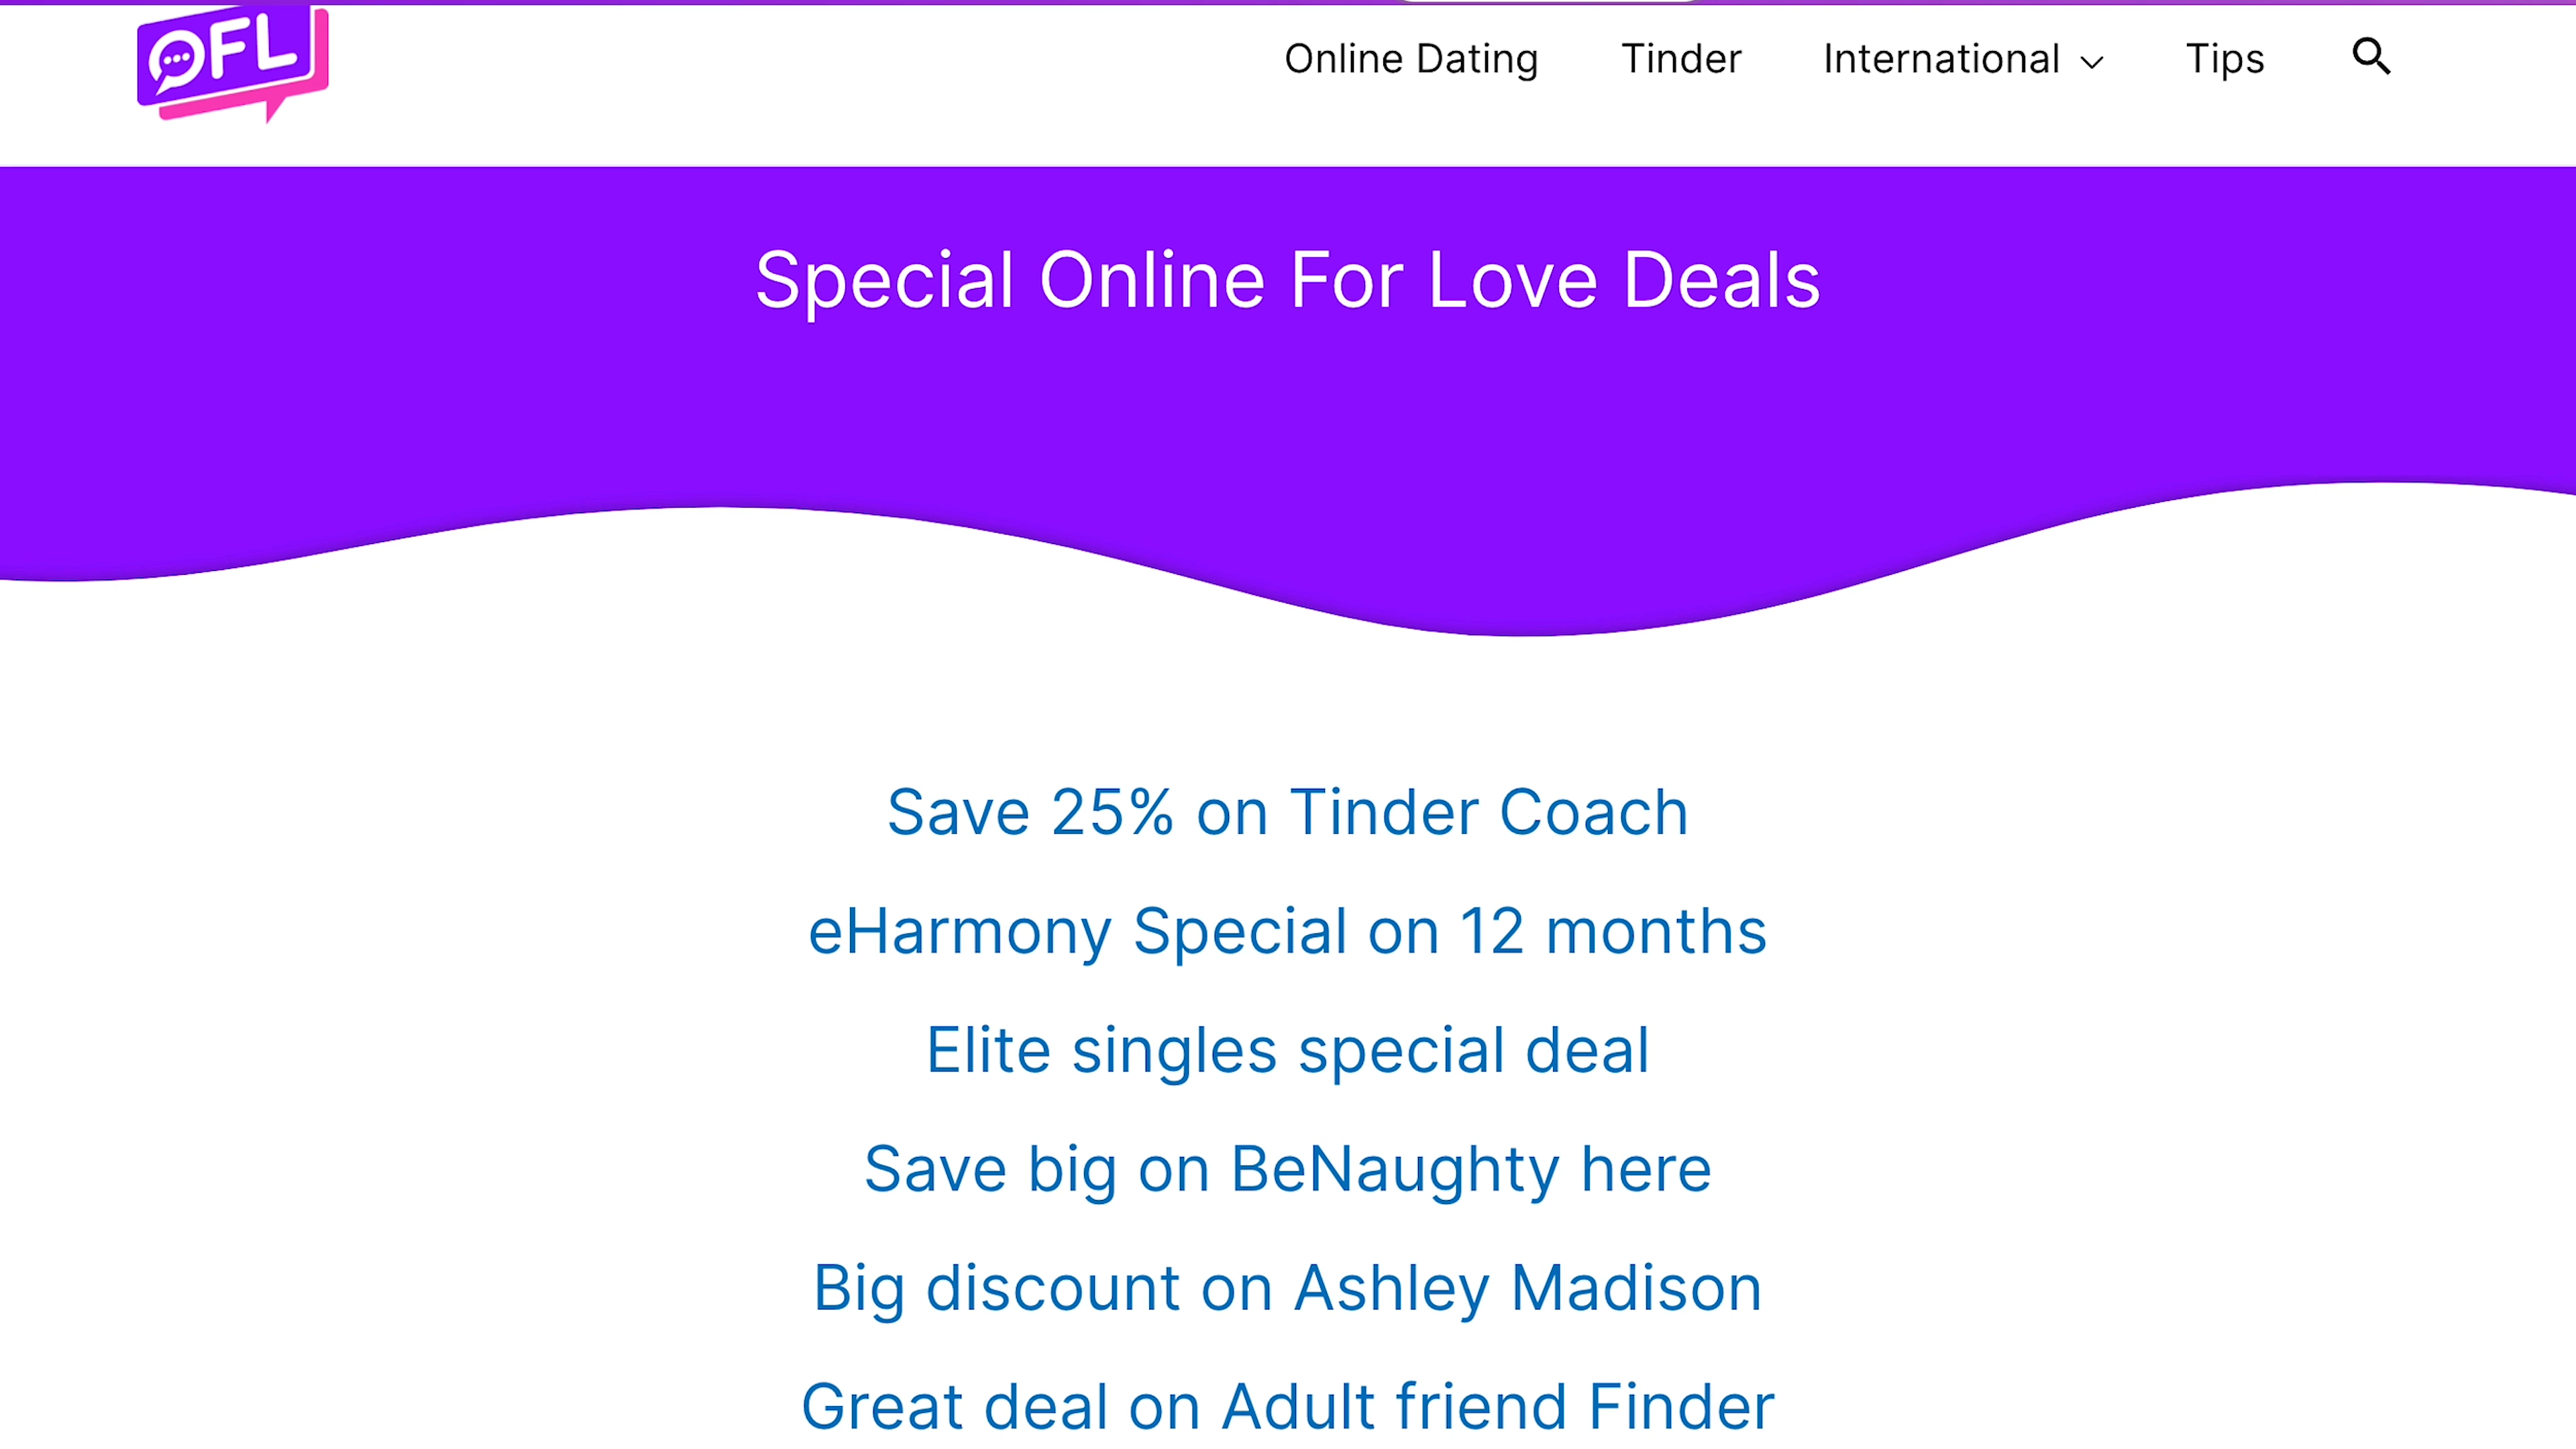 OFL
Online Dating Tinder International Tips
Special Online For Love Deals
Save 25% on Tinder Coach
eHarmony Special on 12 months
Elite singles special deal
Save big on BeNaughty here
Big discount on Ashley Madison
Great deal on Adult friend Finder